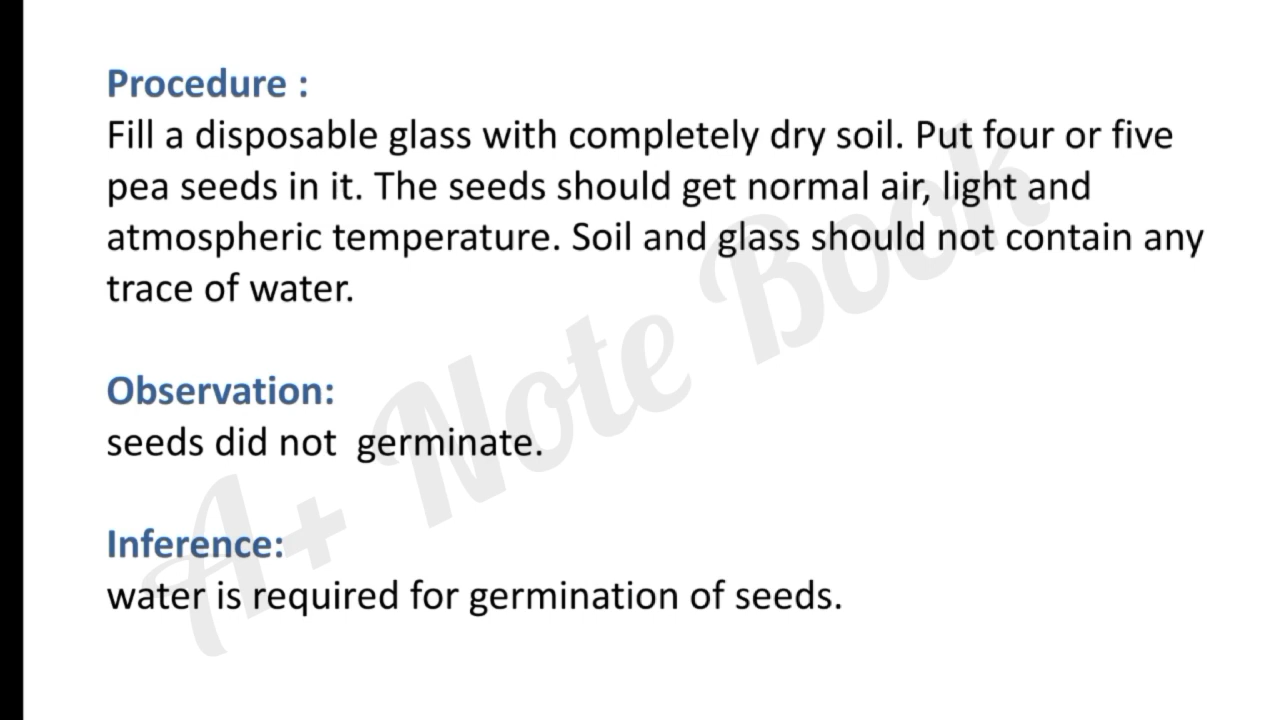 Procedure :
Fill a disposable glass with completely dry soil. Put four or five
pea seeds in it. The seeds should get normal air, light and
atmospheric temperature. Soil and glass should not contain any
trace of water.
Observation:
seeds did not  germinate.
Inference:
water is required for germination of seeds.
A+ Note Book